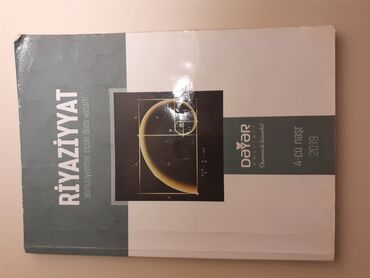 RİYAZİYYAT
abituriyentlər üçün dərs vəsaiti
DƏYƏR
4-cü nəşr
2019